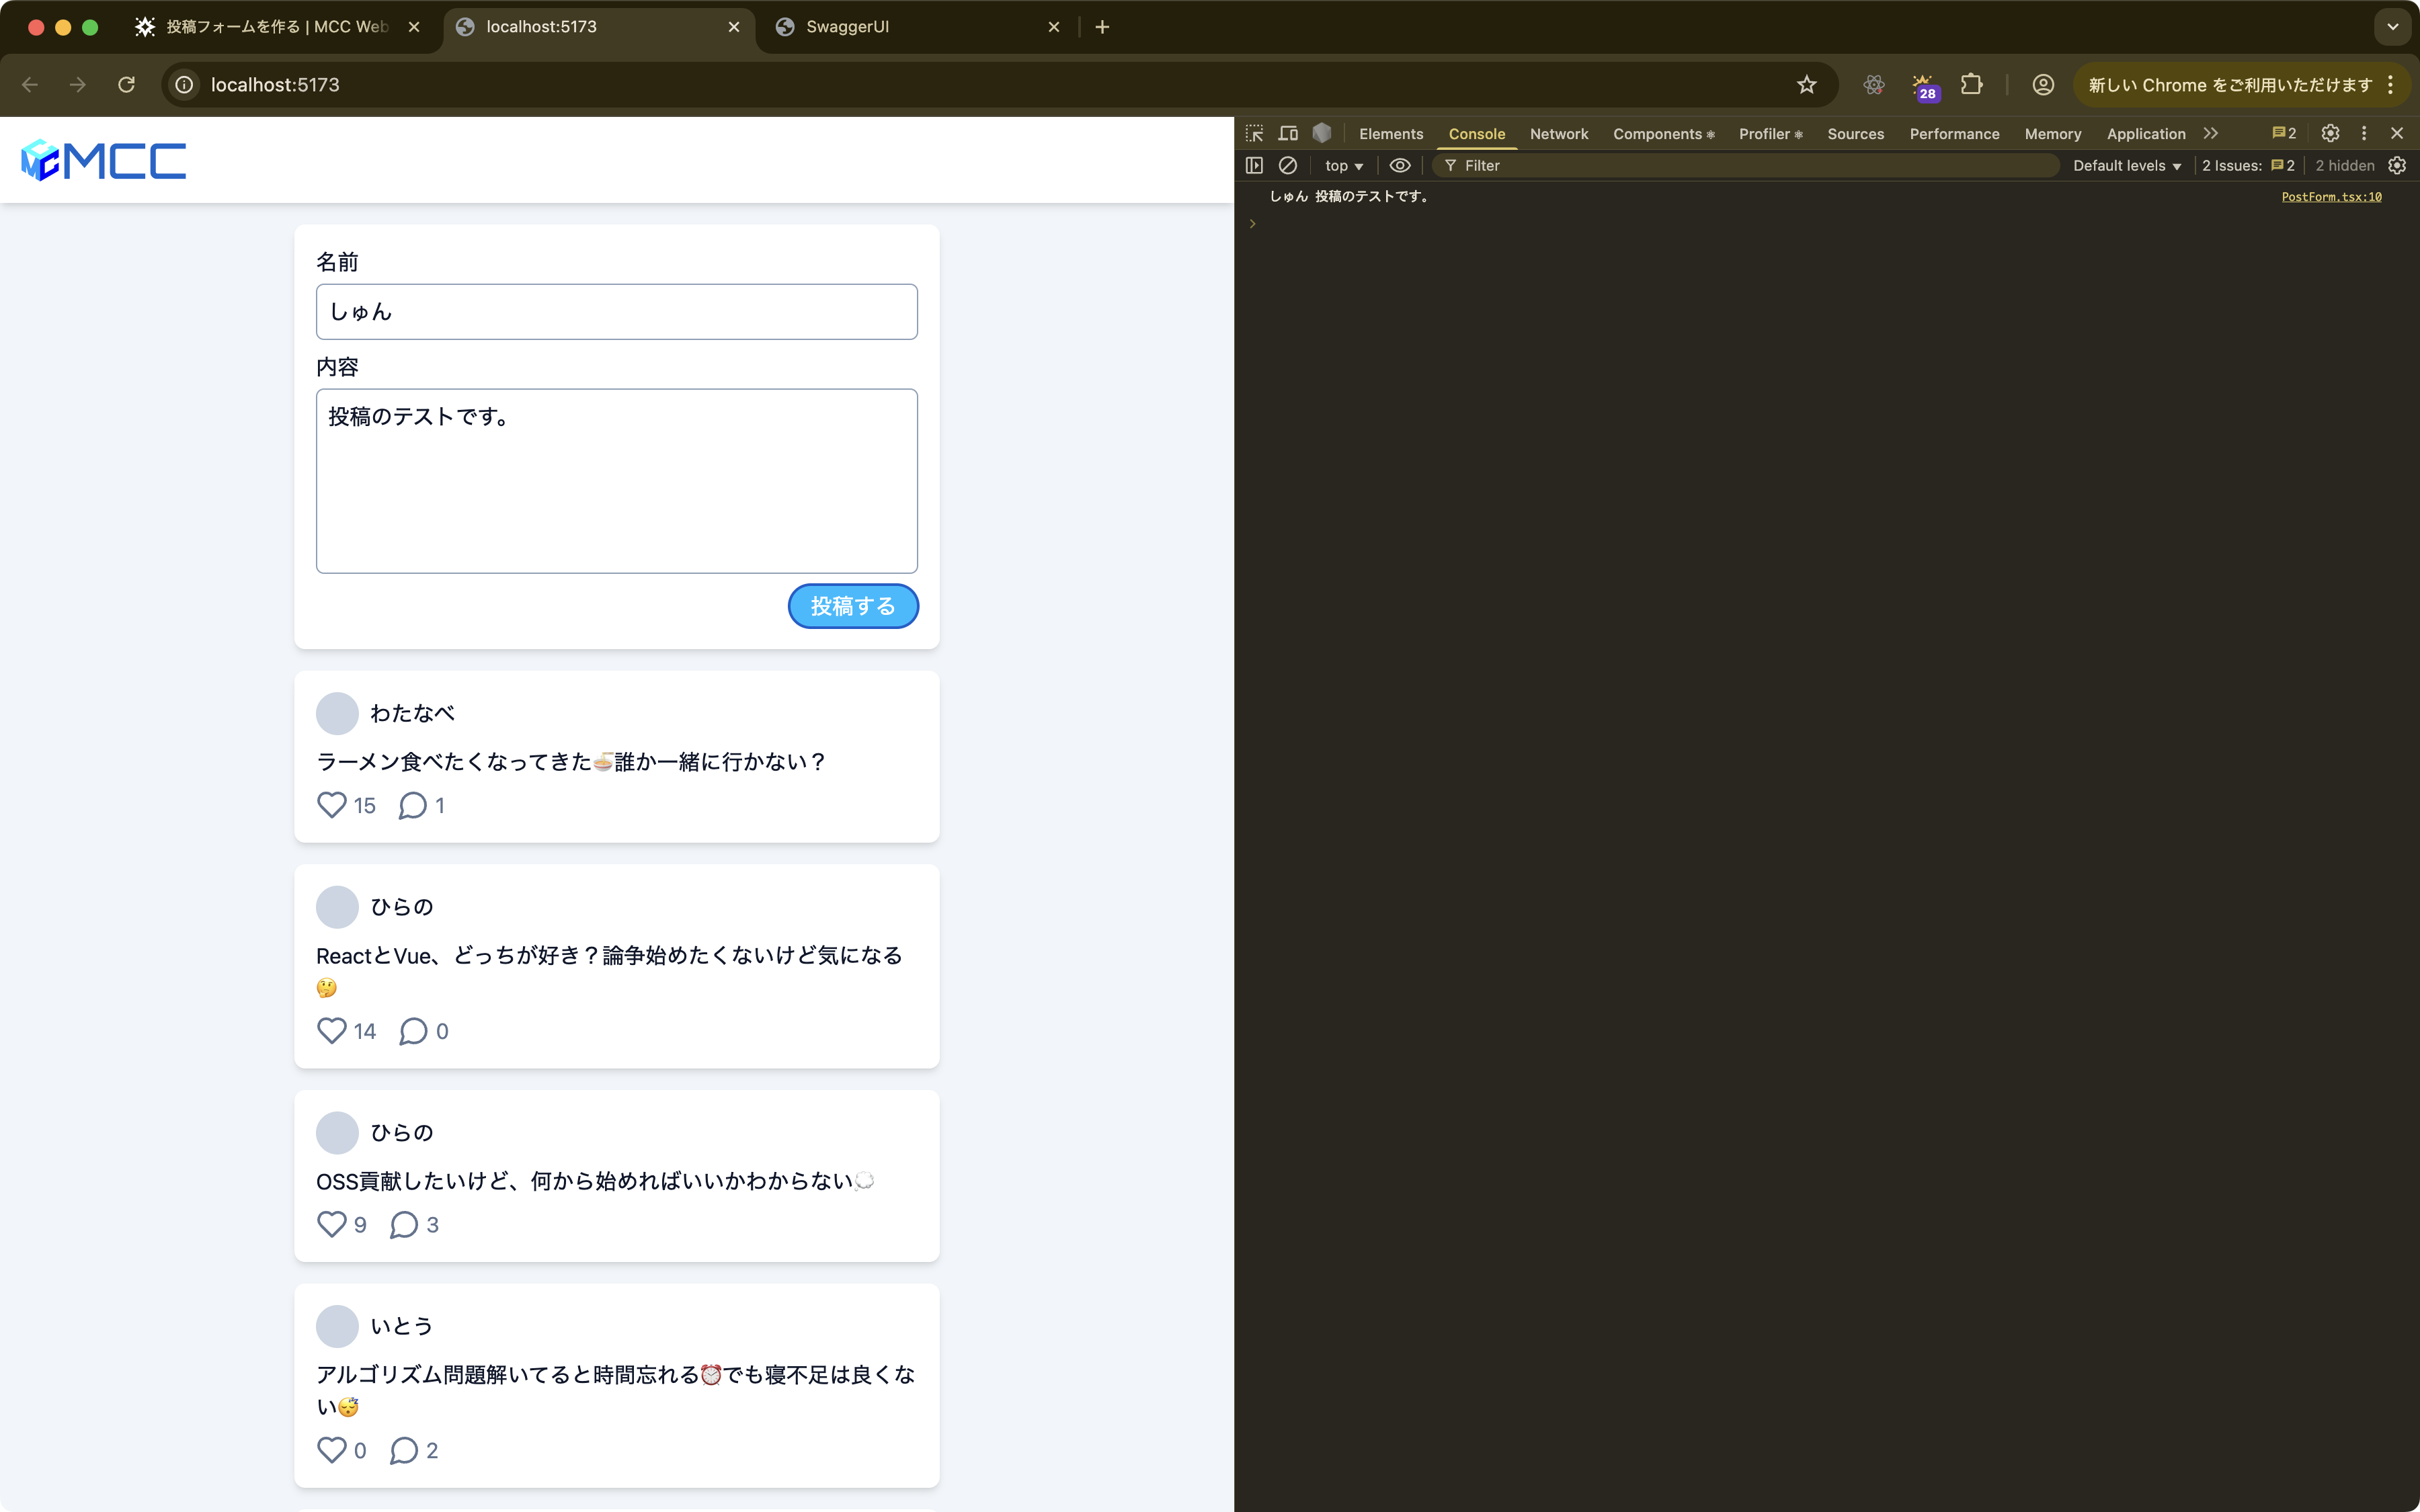 投稿フォームを作る | MCC Web
localhost:5173
SwaggerUI
localhost:5173
28
新しい Chrome をご利用いただけます
MCC
名前
しゅん
内容
投稿のテストです。
投稿する
わたなべ
ラーメン食べたくなってきた🍜誰か一緒に行かない？
15 1
ひらの
ReactとVue、どっちが好き？論争始めたくないけど気になる
🤔
14 0
ひらの
OSS貢献したいけど、何から始めればいいかわからない💭
9 3
いとう
アルゴリズム問題解いてると時間忘れる⏰でも寝不足は良くな
い😴
0 2
Elements Console Network Components Profiler Sources Performance Memory Application 2
top Filter Default levels 2 Issues: 2 2 hidden
しゅん 投稿のテストです。 PostForm.tsx:10